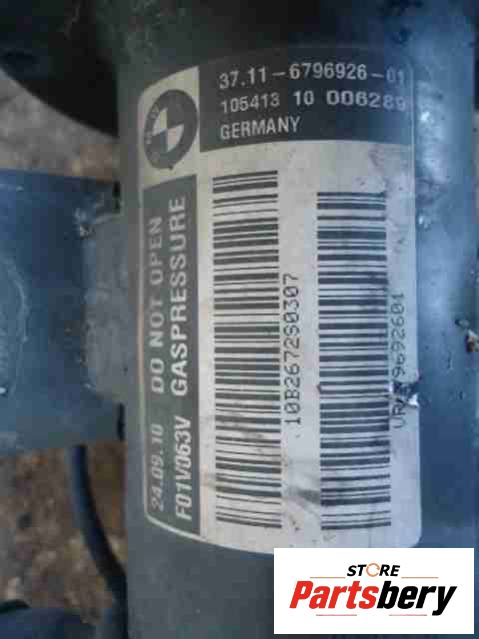 37.11-6796926-01
105413 10 006289
GERMANY
24.09.10 DO NOT OPEN
F01V063V GASPRESSURE
10B2672S0307
STORE
Partsbery